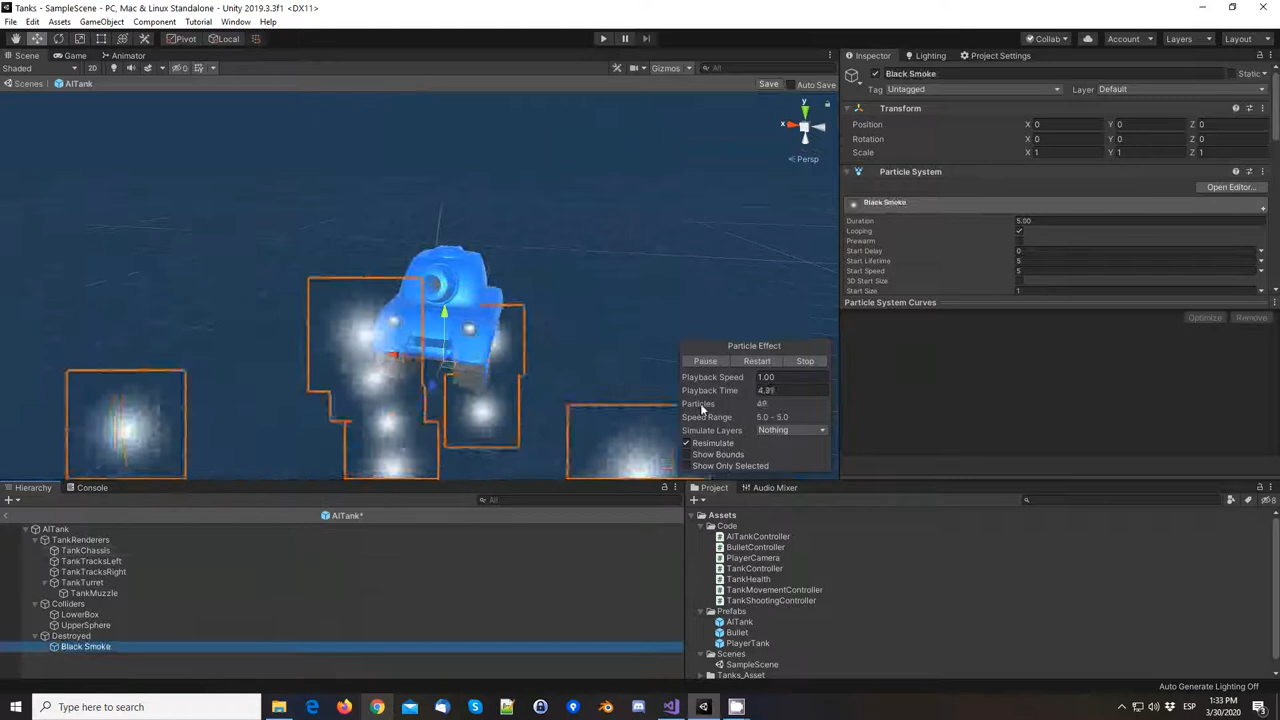 Tanks - SampleScene - PC, Mac & Linux Standalone - Unity 2019.3.3f1 <DX11>
File Edit Assets GameObject Component Tutorial Window Help
Pivot Local Collab Account Layers Layout
Scene Game Animator
Shaded 2D 0 Gizmos All
Scenes AITank Save Auto Save
y
x
Persp
Particle Effect
Pause Restart Stop
Playback Speed 1.00
Playback Time
Particles
Speed Range 5.0 - 5.0
Simulate Layers Nothing
Resimulate
Show Bounds
Show Only Selected
Inspector Lighting Project Settings
Black Smoke Static
Tag Untagged Layer Default
Transform
Position X 0 Y 0 Z 0
Rotation X 0 Y 0 Z 0
Scale X 1 Y 1 Z 1
Particle System
Open Editor...
Black Smoke
Duration 5.00
Looping
Prewarm
Start Delay 0
Start Lifetime 5
Start Speed 5
3D Start Size
Start Size 1
Particle System Curves
Optimize Remove
Hierarchy Console
All
AITank*
AITank
TankRenderers
TankChassis
TankTracksLeft
TankTracksRight
TankTurret
TankMuzzle
Colliders
LowerBox
UpperSphere
Destroyed
Black Smoke
Project Audio Mixer
8
Assets
Code
AITankController
BulletController
PlayerCamera
TankController
TankHealth
TankMovementController
TankShootingController
Prefabs
AITank
Bullet
PlayerTank
Scenes
SampleScene
Tanks_Asset
Auto Generate Lighting Off
Type here to search
ESP
1:33 PM
3/30/2020